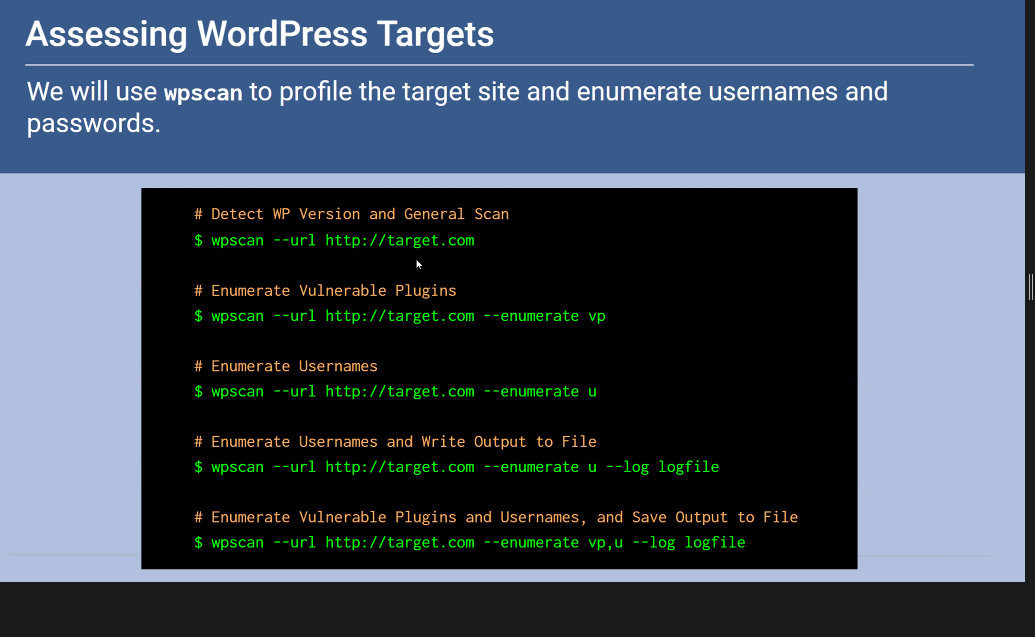 Assessing WordPress Targets
We will use wpscan to profile the target site and enumerate usernames and
passwords.
# Detect WP Version and General Scan
$ wpscan --url http://target.com
# Enumerate Vulnerable Plugins
$ wpscan --url http://target.com --enumerate vp
# Enumerate Usernames
$ wpscan --url http://target.com --enumerate u
# Enumerate Usernames and Write Output to File
$ wpscan --url http://target.com --enumerate u --log logfile
# Enumerate Vulnerable Plugins and Usernames, and Save Output to File
$ wpscan --url http://target.com --enumerate vp,u --log logfile